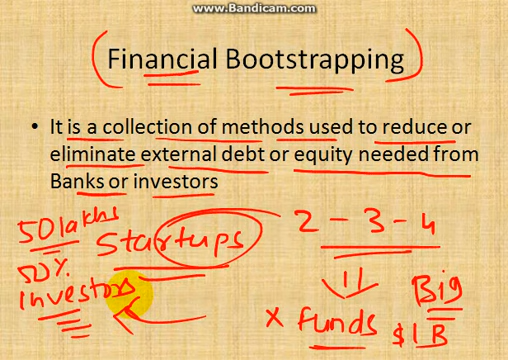 www.Bandicam.com
Financial Bootstrapping
• It is a collection of methods used to reduce or
eliminate external debt or equity needed from
Banks or investors
50 lakhs
Startups
2 - 3 - 4
50%
investors
Big
x funds
$1B